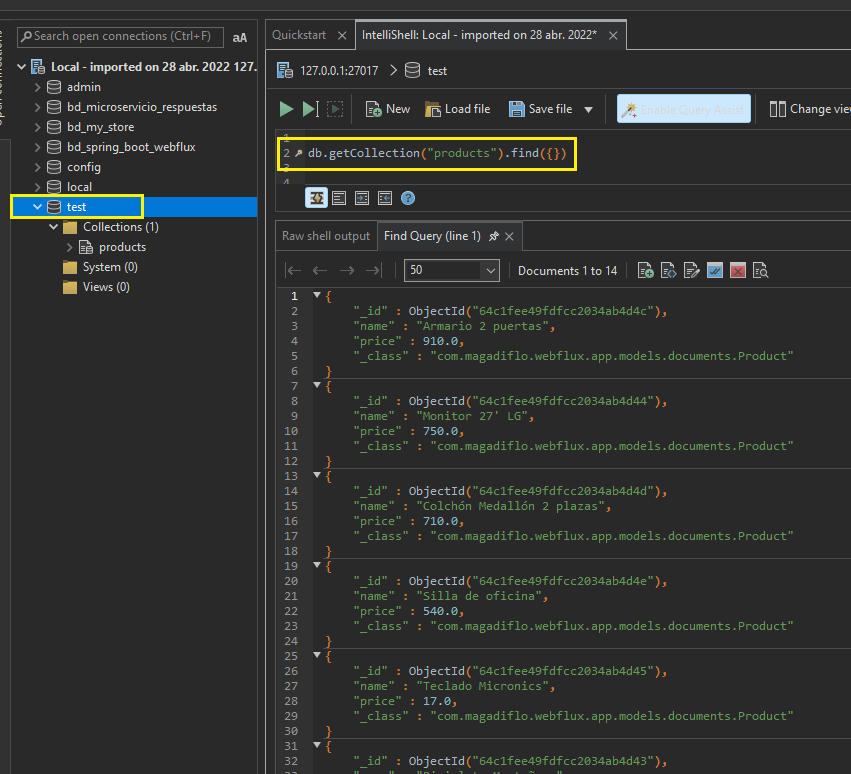 Open connections
Search open connections (Ctrl+F)
aA
Local - imported on 28 abr. 2022 127.
admin
bd_microservicio_respuestas
bd_my_store
bd_spring_boot_webflux
config
local
test
Collections (1)
products
System (0)
Views (0)
Quickstart
IntelliShell: Local - imported on 28 abr. 2022*
127.0.0.1:27017
test
New
Load file
Save file
Enable Query Assist
Change view
1
2 db.getCollection("products").find({})
3
4
Raw shell output
Find Query (line 1)
50
Documents 1 to 14
1 {
2 "_id" : ObjectId("64c1fee49fdfcc2034ab4d4c"),
3 "name" : "Armario 2 puertas",
4 "price" : 910.0,
5 "_class" : "com.magadiflo.webflux.app.models.documents.Product"
6 }
7 {
8 "_id" : ObjectId("64c1fee49fdfcc2034ab4d44"),
9 "name" : "Monitor 27' LG",
10 "price" : 750.0,
11 "_class" : "com.magadiflo.webflux.app.models.documents.Product"
12 }
13 {
14 "_id" : ObjectId("64c1fee49fdfcc2034ab4d4d"),
15 "name" : "Colchón Medallón 2 plazas",
16 "price" : 710.0,
17 "_class" : "com.magadiflo.webflux.app.models.documents.Product"
18 }
19 {
20 "_id" : ObjectId("64c1fee49fdfcc2034ab4d4e"),
21 "name" : "Silla de oficina",
22 "price" : 540.0,
23 "_class" : "com.magadiflo.webflux.app.models.documents.Product"
24 }
25 {
26 "_id" : ObjectId("64c1fee49fdfcc2034ab4d45"),
27 "name" : "Teclado Micronics",
28 "price" : 17.0,
29 "_class" : "com.magadiflo.webflux.app.models.documents.Product"
30 }
31 {
32 "_id" : ObjectId("64c1fee49fdfcc2034ab4d43"),